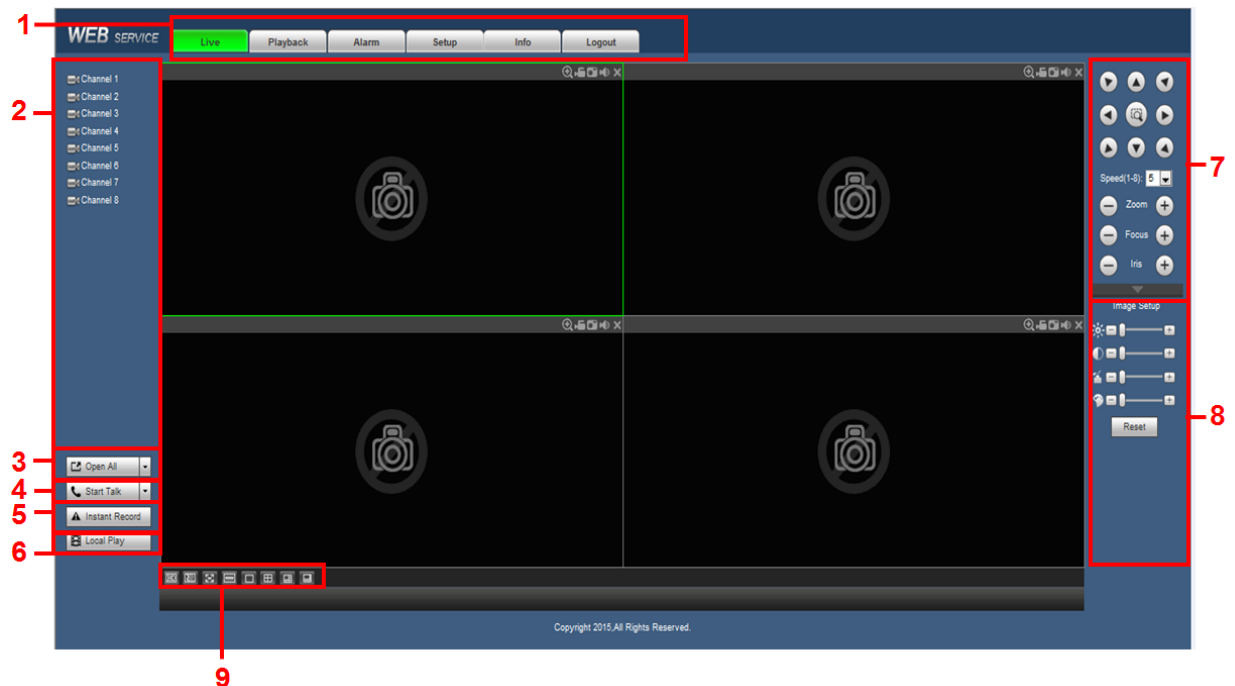 1
WEB SERVICE
Live
Playback
Alarm
Setup
Info
Logout
2
Channel 1
Channel 2
Channel 3
Channel 4
Channel 5
Channel 6
Channel 7
Channel 8
3
Open All
4
Start Talk
5
Instant Record
6
Local Play
7
Speed(1-8): 5
Zoom
Focus
Iris
8
Image Setup
Reset
9
Copyright 2015,All Rights Reserved.